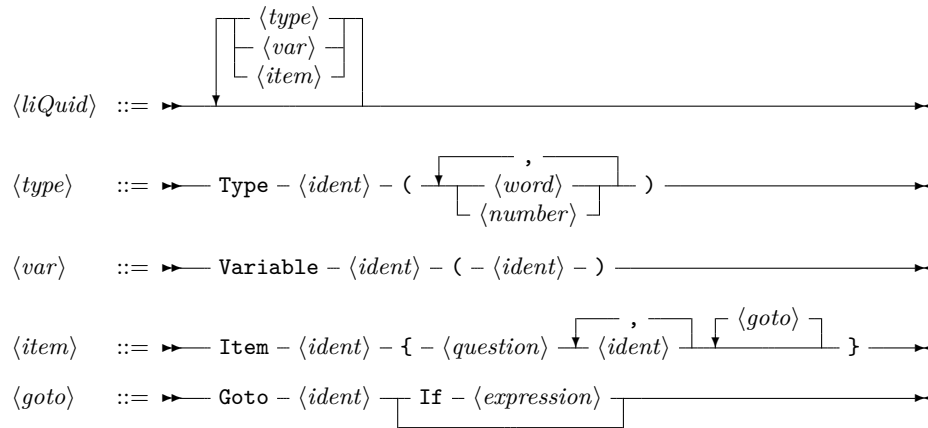 ⟨type⟩
⟨var⟩
⟨item⟩
⟨liQuid⟩ ::=
,
⟨type⟩ ::= Type ⟨ident⟩ ( ⟨word⟩ )
⟨number⟩
⟨var⟩ ::= Variable ⟨ident⟩ ( ⟨ident⟩ )
, ⟨goto⟩
⟨item⟩ ::= Item ⟨ident⟩ { ⟨question⟩ ⟨ident⟩ }
⟨goto⟩ ::= Goto ⟨ident⟩ If ⟨expression⟩